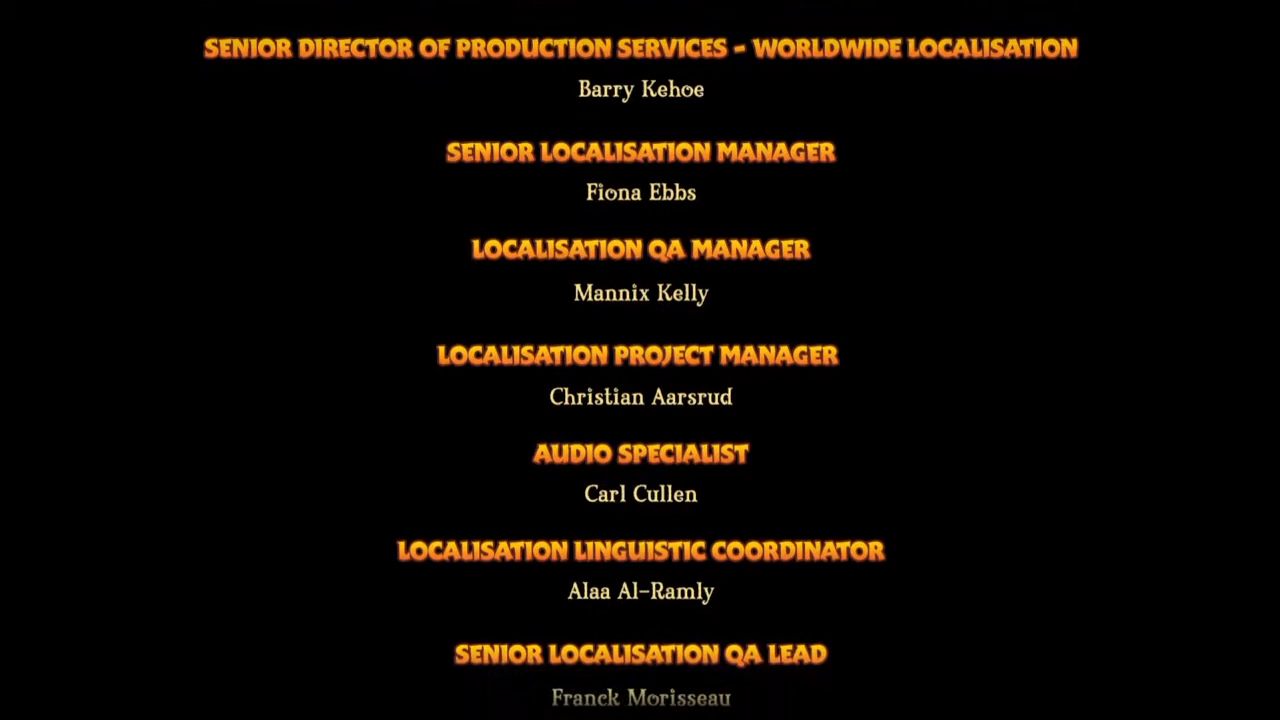 SENIOR DIRECTOR OF PRODUCTION SERVICES - WORLDWIDE LOCALISATION
Barry Kehoe
SENIOR LOCALISATION MANAGER
Fiona Ebbs
LOCALISATION QA MANAGER
Mannix Kelly
LOCALISATION PROJECT MANAGER
Christian Aarsrud
AUDIO SPECIALIST
Carl Cullen
LOCALISATION LINGUISTIC COORDINATOR
Alaa Al-Ramly
SENIOR LOCALISATION QA LEAD
Franck Morisseau